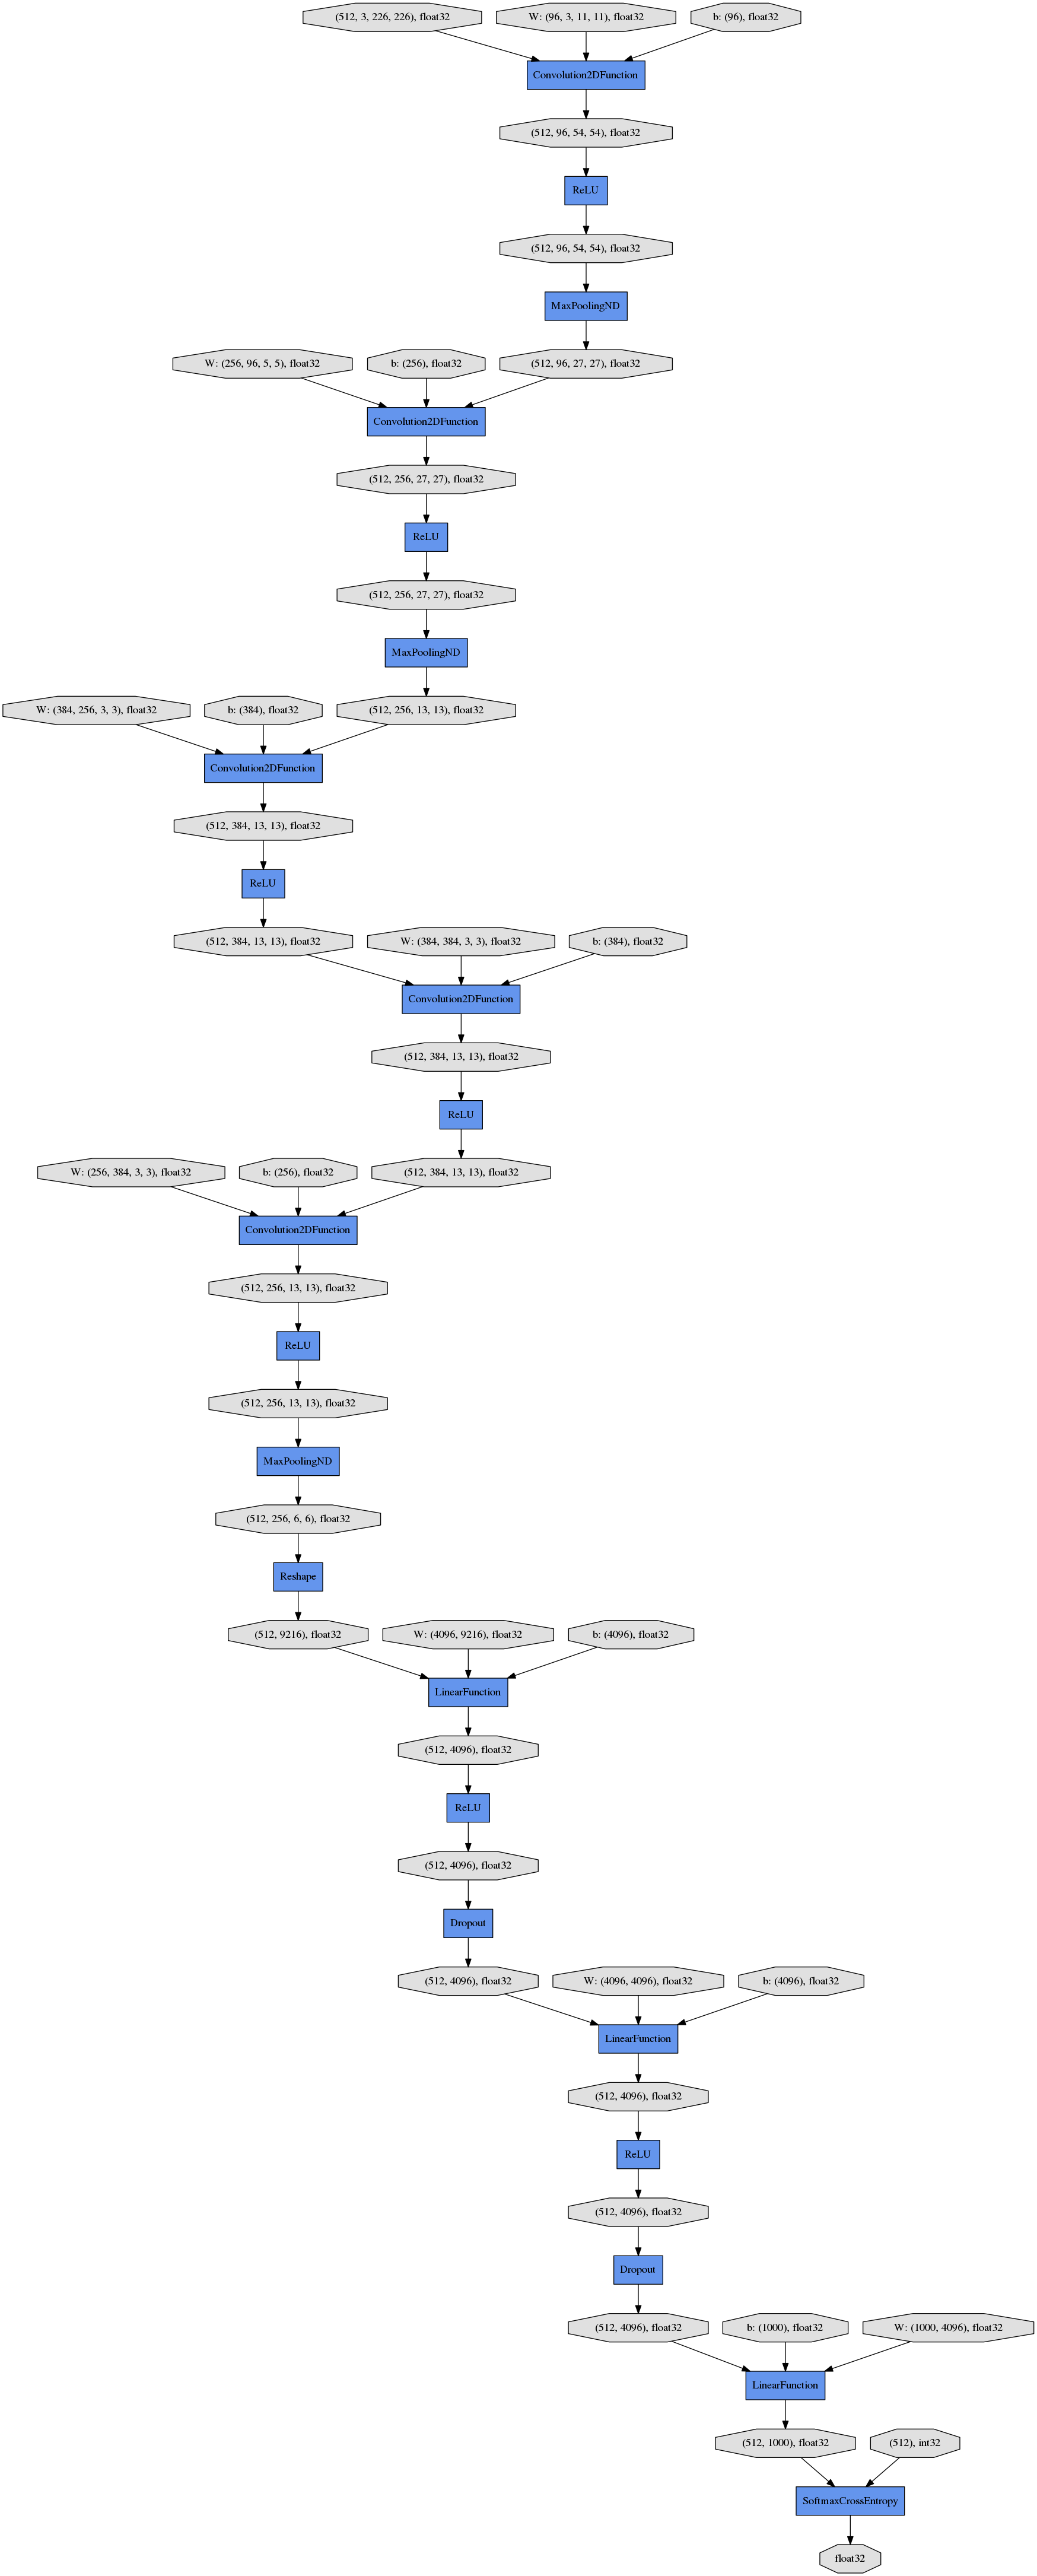 (512, 3, 226, 226), float32
W: (96, 3, 11, 11), float32
b: (96), float32
Convolution2DFunction
(512, 96, 54, 54), float32
ReLU
(512, 96, 54, 54), float32
MaxPoolingND
W: (256, 96, 5, 5), float32
b: (256), float32
(512, 96, 27, 27), float32
Convolution2DFunction
(512, 256, 27, 27), float32
ReLU
(512, 256, 27, 27), float32
MaxPoolingND
W: (384, 256, 3, 3), float32
b: (384), float32
(512, 256, 13, 13), float32
Convolution2DFunction
(512, 384, 13, 13), float32
ReLU
(512, 384, 13, 13), float32
W: (384, 384, 3, 3), float32
b: (384), float32
Convolution2DFunction
(512, 384, 13, 13), float32
ReLU
W: (256, 384, 3, 3), float32
b: (256), float32
(512, 384, 13, 13), float32
Convolution2DFunction
(512, 256, 13, 13), float32
ReLU
(512, 256, 13, 13), float32
MaxPoolingND
(512, 256, 6, 6), float32
Reshape
(512, 9216), float32
W: (4096, 9216), float32
b: (4096), float32
LinearFunction
(512, 4096), float32
ReLU
(512, 4096), float32
Dropout
(512, 4096), float32
W: (4096, 4096), float32
b: (4096), float32
LinearFunction
(512, 4096), float32
ReLU
(512, 4096), float32
Dropout
(512, 4096), float32
b: (1000), float32
W: (1000, 4096), float32
LinearFunction
(512, 1000), float32
(512), int32
SoftmaxCrossEntropy
float32